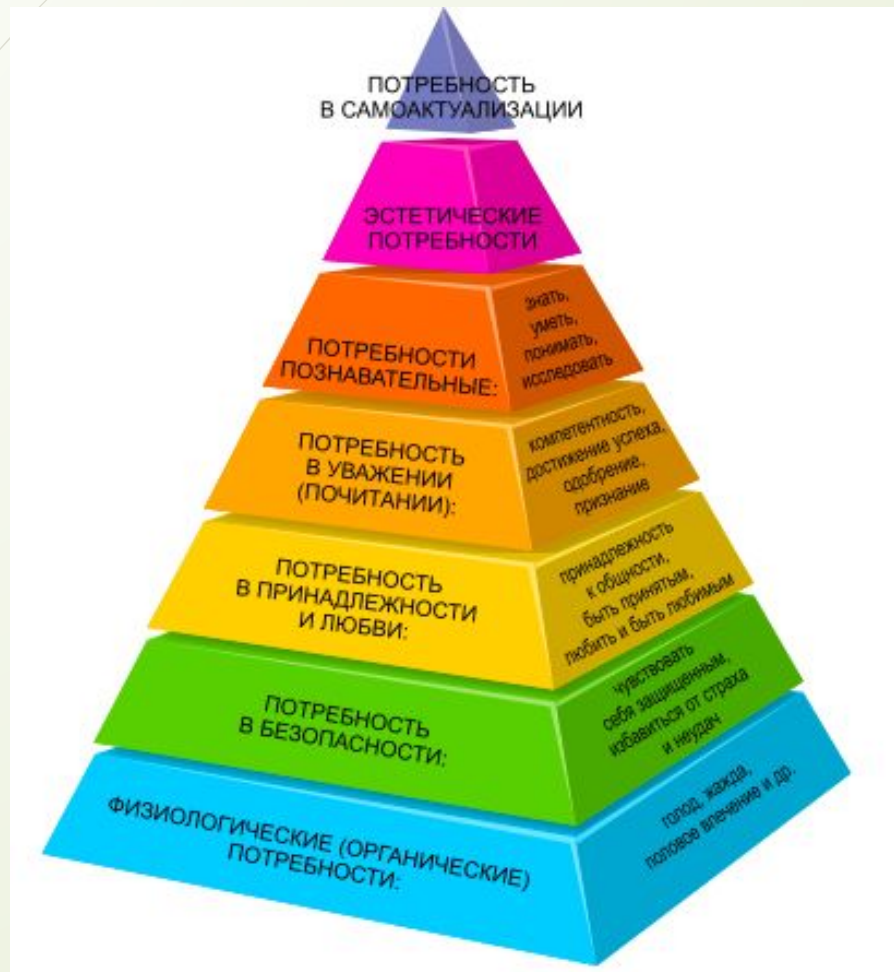 ПОТРЕБНОСТЬ
В САМОАКТУАЛИЗАЦИИ
ЭСТЕТИЧЕСКИЕ
ПОТРЕБНОСТИ
ПОТРЕБНОСТИ
ПОЗНАВАТЕЛЬНЫЕ:
знать,
уметь,
понимать,
исследовать
ПОТРЕБНОСТЬ
В УВАЖЕНИИ
(ПОЧИТАНИИ):
компетентность,
достижение успеха,
одобрение,
признание
ПОТРЕБНОСТЬ
В ПРИНАДЛЕЖНОСТИ
И ЛЮБВИ:
принадлежность
к общности,
быть принятым,
любить и быть любимым
ПОТРЕБНОСТЬ
В БЕЗОПАСНОСТИ:
чувствовать
себя защищенным,
избавиться от страха
и неудач
ФИЗИОЛОГИЧЕСКИЕ (ОРГАНИЧЕСКИЕ)
ПОТРЕБНОСТИ:
голод, жажда,
половое влечение и др.